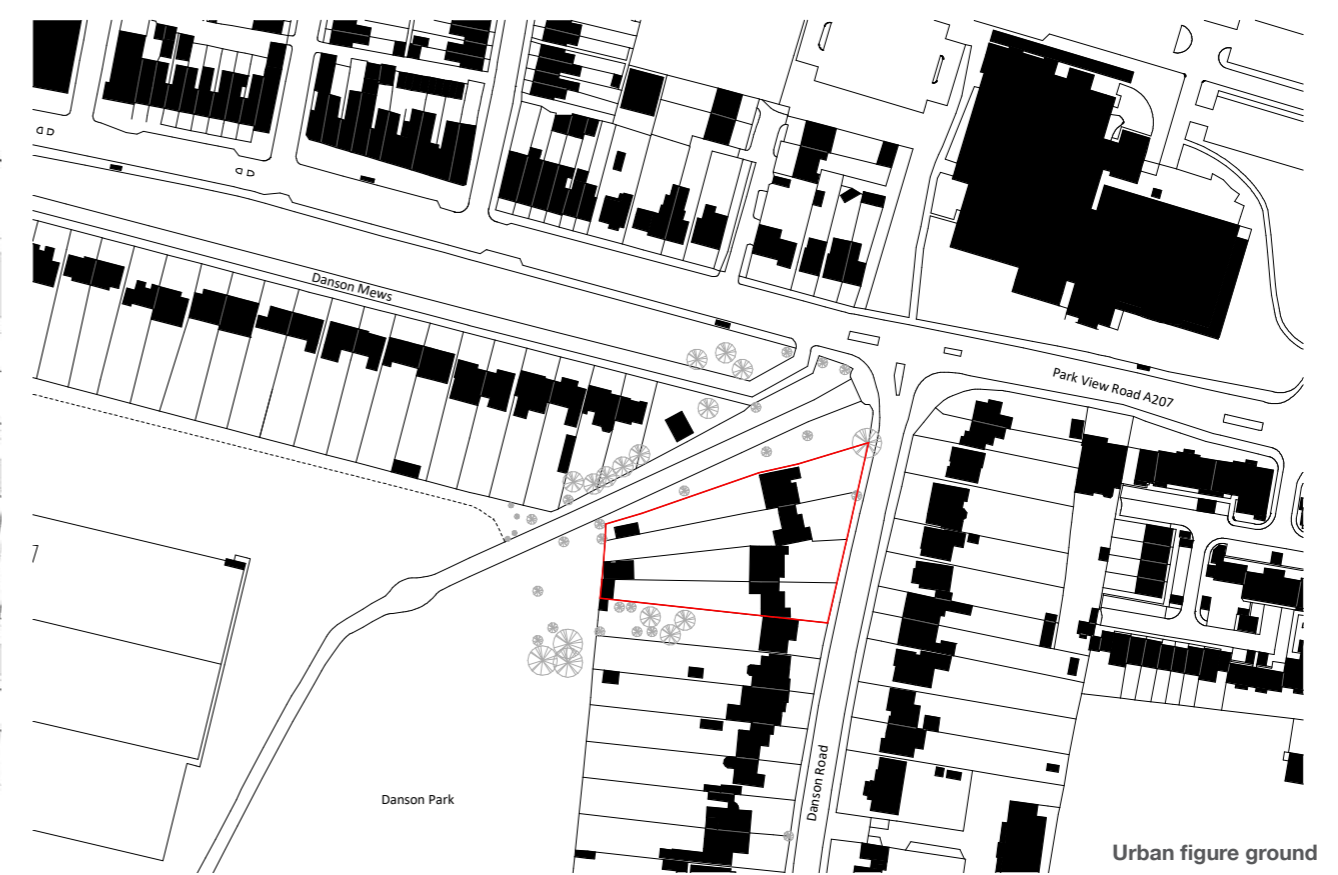 Danson Mews
Park View Road A207
Danson Road
Danson Park
Urban figure ground